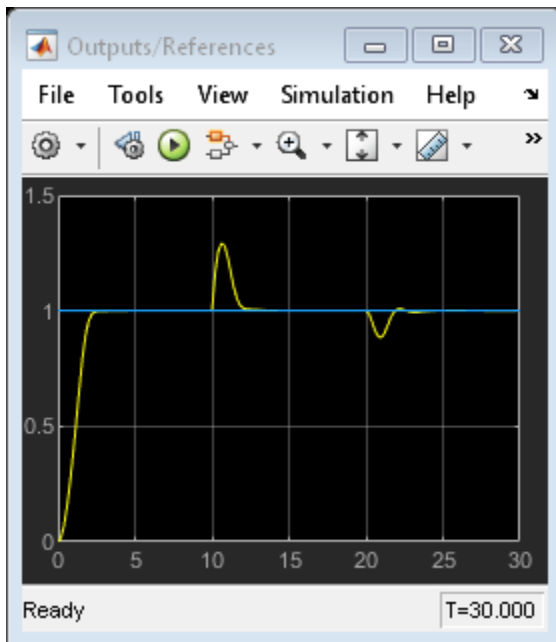 Outputs/References
File Tools View Simulation Help
1.5
1
0.5
0
0 5 10 15 20 25 30
Ready T=30.000